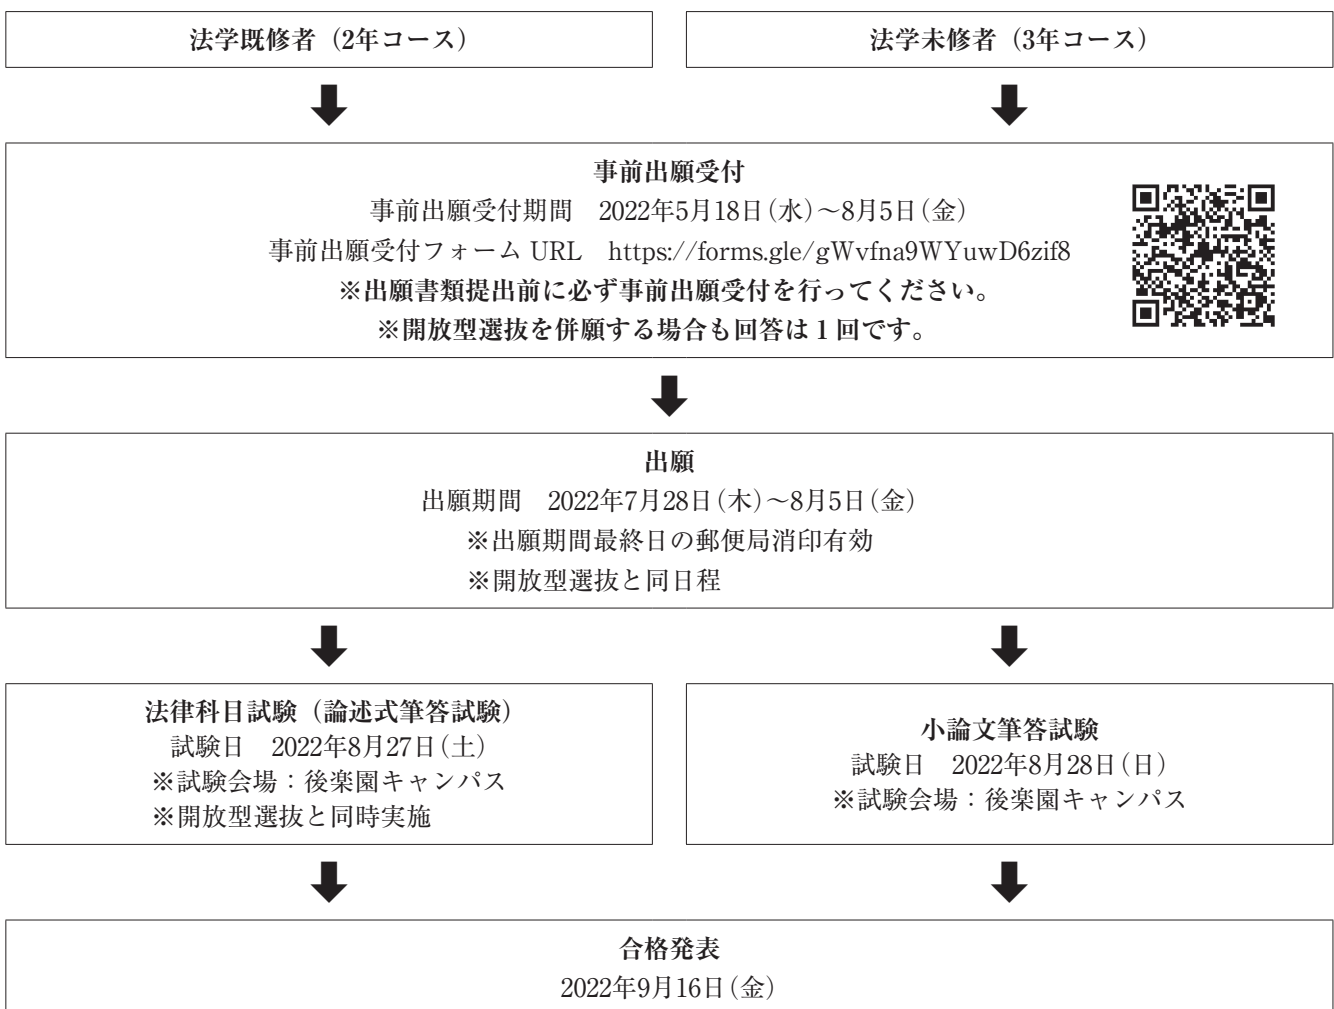 法学既修者（2年コース）
法学未修者（3年コース）
事前出願受付
事前出願受付期間　2022年5月18日（水）～8月5日（金）
事前出願受付フォーム URL　https://forms.gle/gWvfna9WYuwD6zif8
※出願書類提出前に必ず事前出願受付を行ってください。
※開放型選抜を併願する場合も回答は１回です。
出願
出願期間　2022年7月28日（木）～8月5日（金）
※出願期間最終日の郵便局消印有効
※開放型選抜と同日程
法律科目試験（論述式筆答試験）
試験日　2022年8月27日（土）
※試験会場：後楽園キャンパス
※開放型選抜と同時実施
小論文筆答試験
試験日　2022年8月28日（日）
※試験会場：後楽園キャンパス
合格発表
2022年9月16日（金）